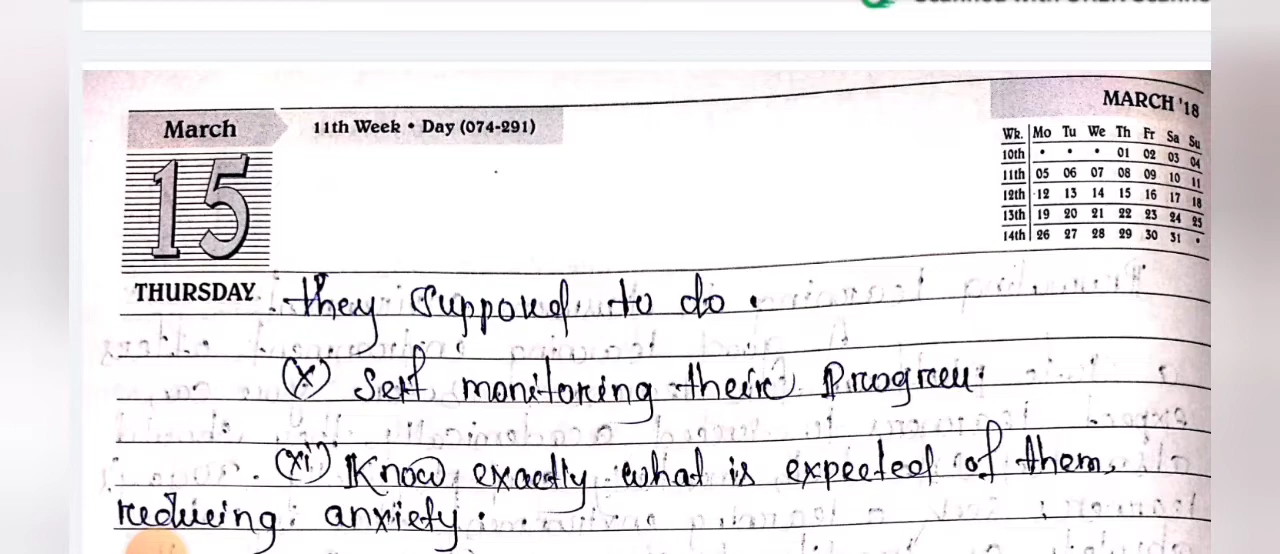 March
11th Week • Day (074-291)
15
THURSDAY
MARCH '18
Wk. Mo Tu We Th Fr Sa Su
10th • • • 01 02 03 04
11th 05 06 07 08 09 10 11
12th 12 13 14 15 16 17 18
13th 19 20 21 22 23 24 25
14th 26 27 28 29 30 31 •
they supposed to do.
(x) Self monitoring their Progress.
(xi) Know exactly what is expected of them,
reducing anxiety.